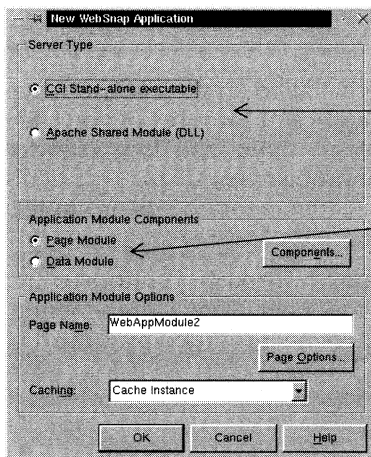 New WebSnap Application
Server Type
CGI Stand-alone executable
Apache Shared Module (DLL)
Application Module Components
Page Module
Data Module
Components...
Application Module Options
Page Name: WebAppModule2
Page Options...
Caching: Cache Instance
OK Cancel Help